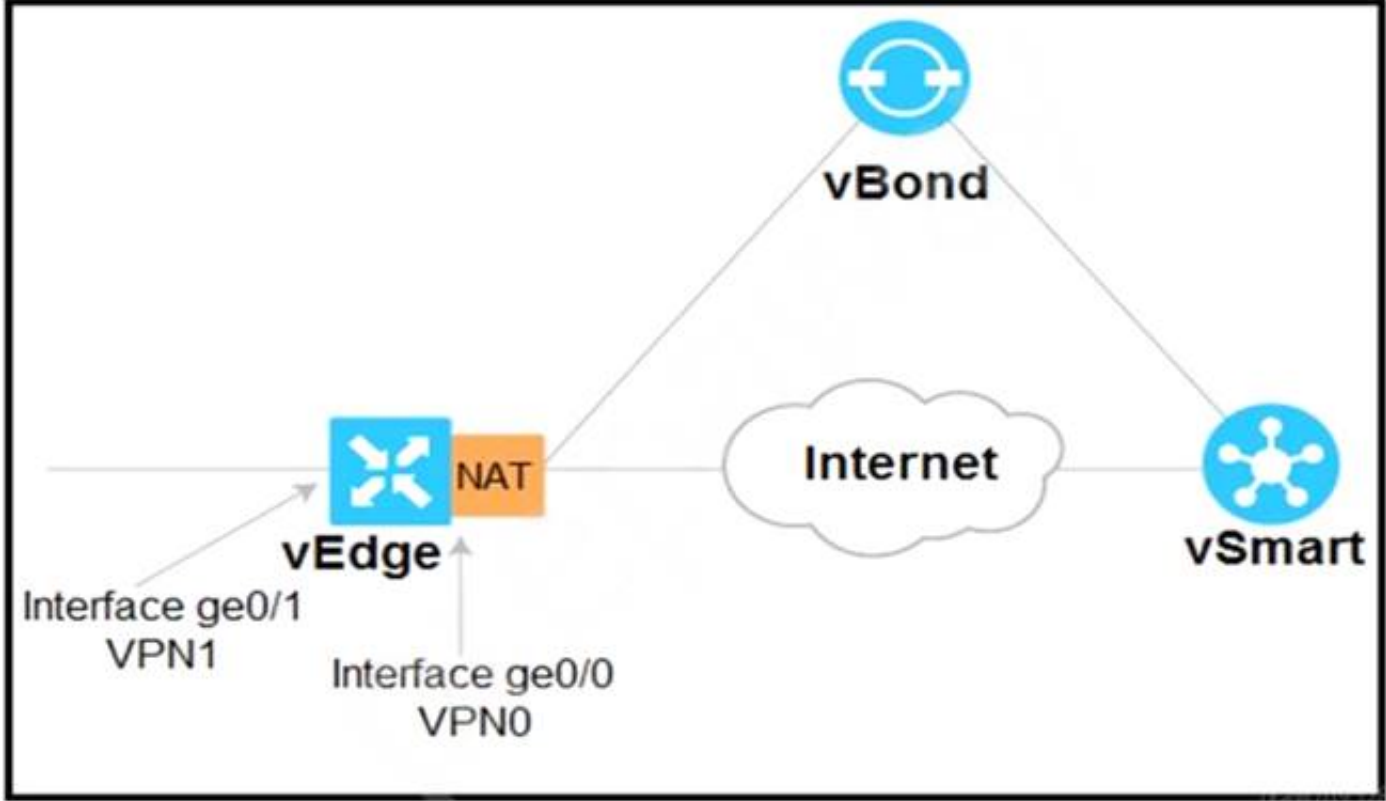 vBond
Internet
NAT
vEdge
vSmart
Interface ge0/1
VPN1
Interface ge0/0
VPN0